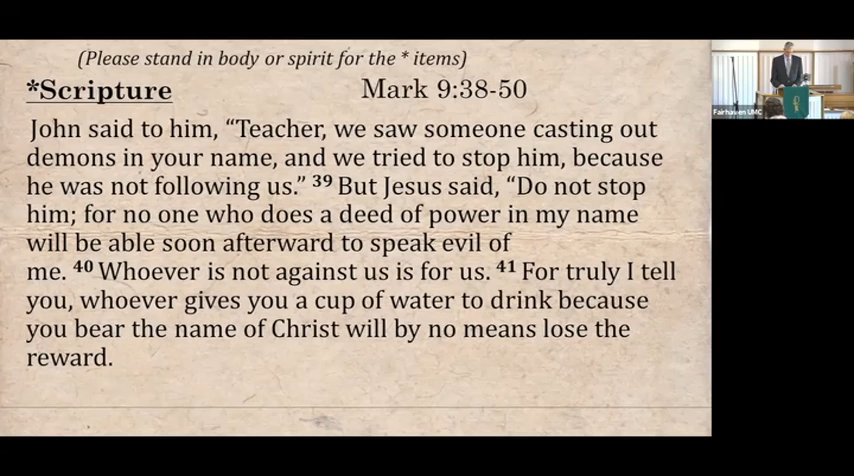 (Please stand in body or spirit for the * items)
*Scripture Mark 9:38-50
John said to him, “Teacher, we saw someone casting out
demons in your name, and we tried to stop him, because
he was not following us.” 39 But Jesus said, “Do not stop
him; for no one who does a deed of power in my name
will be able soon afterward to speak evil of
me. 40 Whoever is not against us is for us. 41 For truly I tell
you, whoever gives you a cup of water to drink because
you bear the name of Christ will by no means lose the
reward.
Fairhaven UMC